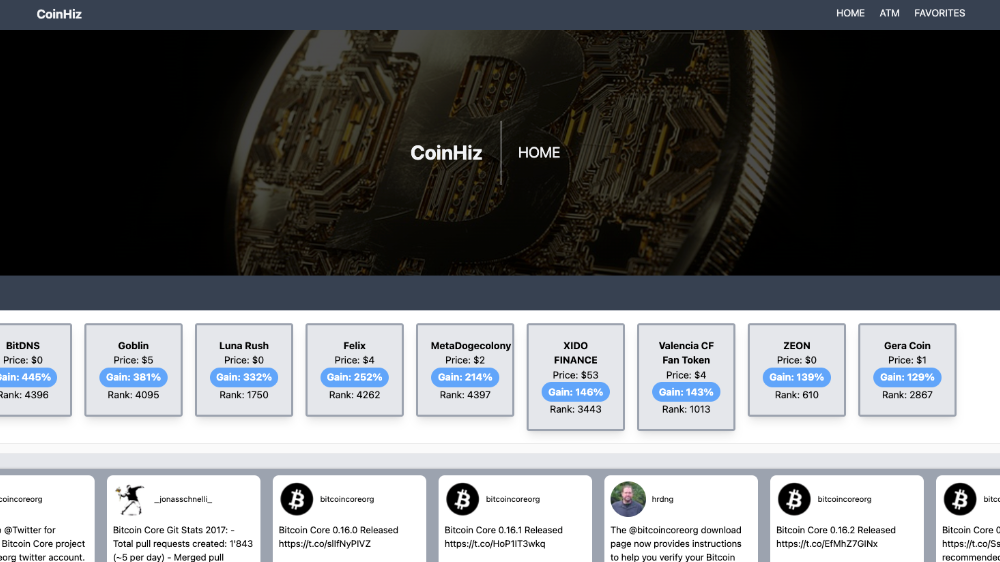 CoinHiz
HOME ATM FAVORITES
CoinHiz HOME
BitDNS
Price: $0
Gain: 445%
Rank: 4396
Goblin
Price: $5
Gain: 381%
Rank: 4095
Luna Rush
Price: $0
Gain: 332%
Rank: 1750
Felix
Price: $4
Gain: 252%
Rank: 4262
MetaDogecolony
Price: $2
Gain: 214%
Rank: 4397
XIDO
FINANCE
Price: $53
Gain: 146%
Rank: 3443
Valencia CF
Fan Token
Price: $4
Gain: 143%
Rank: 1013
ZEON
Price: $0
Gain: 139%
Rank: 610
Gera Coin
Price: $1
Gain: 129%
Rank: 2867
coincoreorg
@Twitter for
Bitcoin Core project
eorg twitter account.
_jonasschnelli_
Bitcoin Core Git Stats 2017: -
Total pull requests created: 1'843
(~5 per day) - Merged pull
bitcoincoreorg
Bitcoin Core 0.16.0 Released
https://t.co/sIlfNyPIVZ
bitcoincoreorg
Bitcoin Core 0.16.1 Released
https://t.co/HoP1IT3wkq
hrdng
The @bitcoincoreorg download
page now provides instructions
to help you verify your Bitcoin
bitcoincoreorg
Bitcoin Core 0.16.2 Released
https://t.co/EfMhZ7GINx
bitcoinco
Bitcoin Core 0.
https://t.co/Ss
recommended